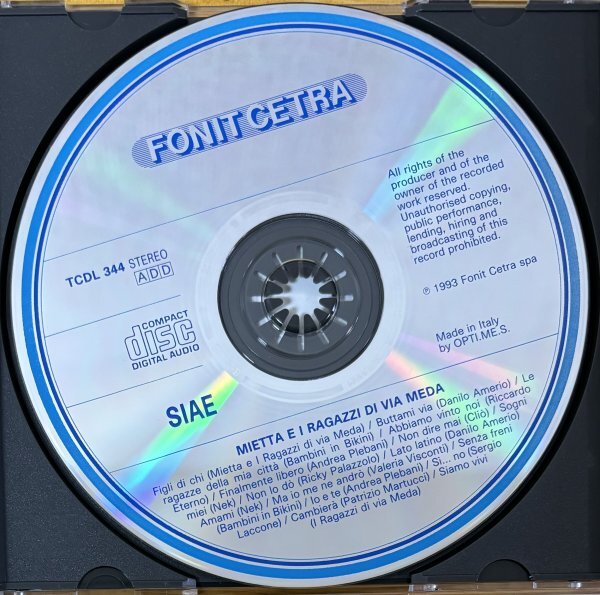 FONIT CETRA
All rights of the
producer and of the
owner of the recorded
work reserved.
Unauthorised copying,
public performance,
lending, hiring and
broadcasting of this
record prohibited.
TCDL 344 STEREO
ADD
℗ 1993 Fonit Cetra spa
COMPACT
disc
DIGITAL AUDIO
Made in Italy
by OPTI.ME.S.
SIAE
MIETTA E I RAGAZZI DI VIA MEDA
Figli di chi (Mietta e I Ragazzi di via Meda) / Buttami via (Danilo Amerio) / Le
ragazze della mia città (Bambini in Bikini) / Abbiamo vinto noi (Riccardo
Eterno) / Finalmente libero (Andrea Plebani) / Non dire mai (Cliò) / Sogni
miei (Nek) / Non lo dò (Ricky Palazzolo) / Lato latino (Danilo Amerio)
Amami (Nek) / Ma io me ne andrò (Valeria Visconti) / Senza freni
(Bambini in Bikini) / Io e te (Andrea Plebani) / Si... no (Sergio
Laccone) / Cambierà (Patrizio Martucci) / Siamo vivi
(I Ragazzi di via Meda)